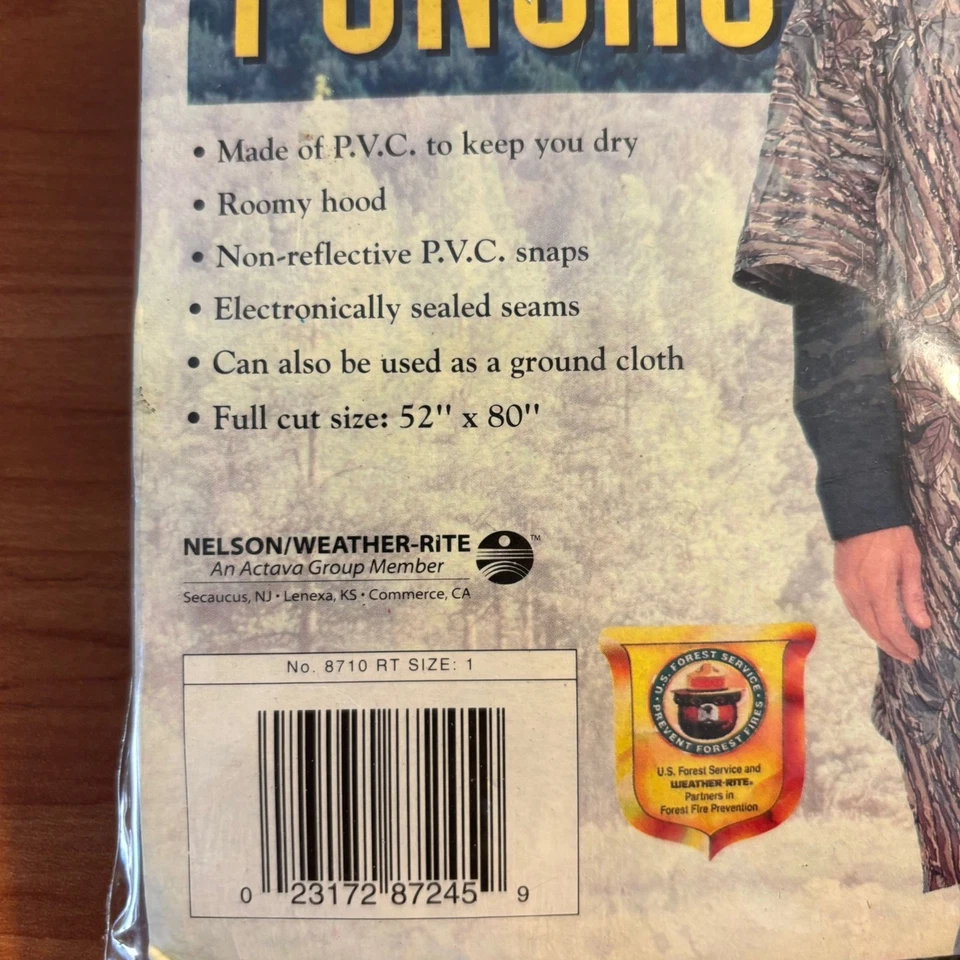 PONCHO
• Made of P.V.C. to keep you dry
• Roomy hood
• Non-reflective P.V.C. snaps
• Electronically sealed seams
• Can also be used as a ground cloth
• Full cut size: 52" x 80"
NELSON/WEATHER-RiTE ™
An Actava Group Member
Secaucus, NJ • Lenexa, KS • Commerce, CA
No. 8710 RT SIZE: 1
0 23172 87245 9
U.S. FOREST SERVICE
PREVENT FOREST FIRES
U.S. Forest Service and
WEATHER-RITE®
Partners in
Forest Fire Prevention